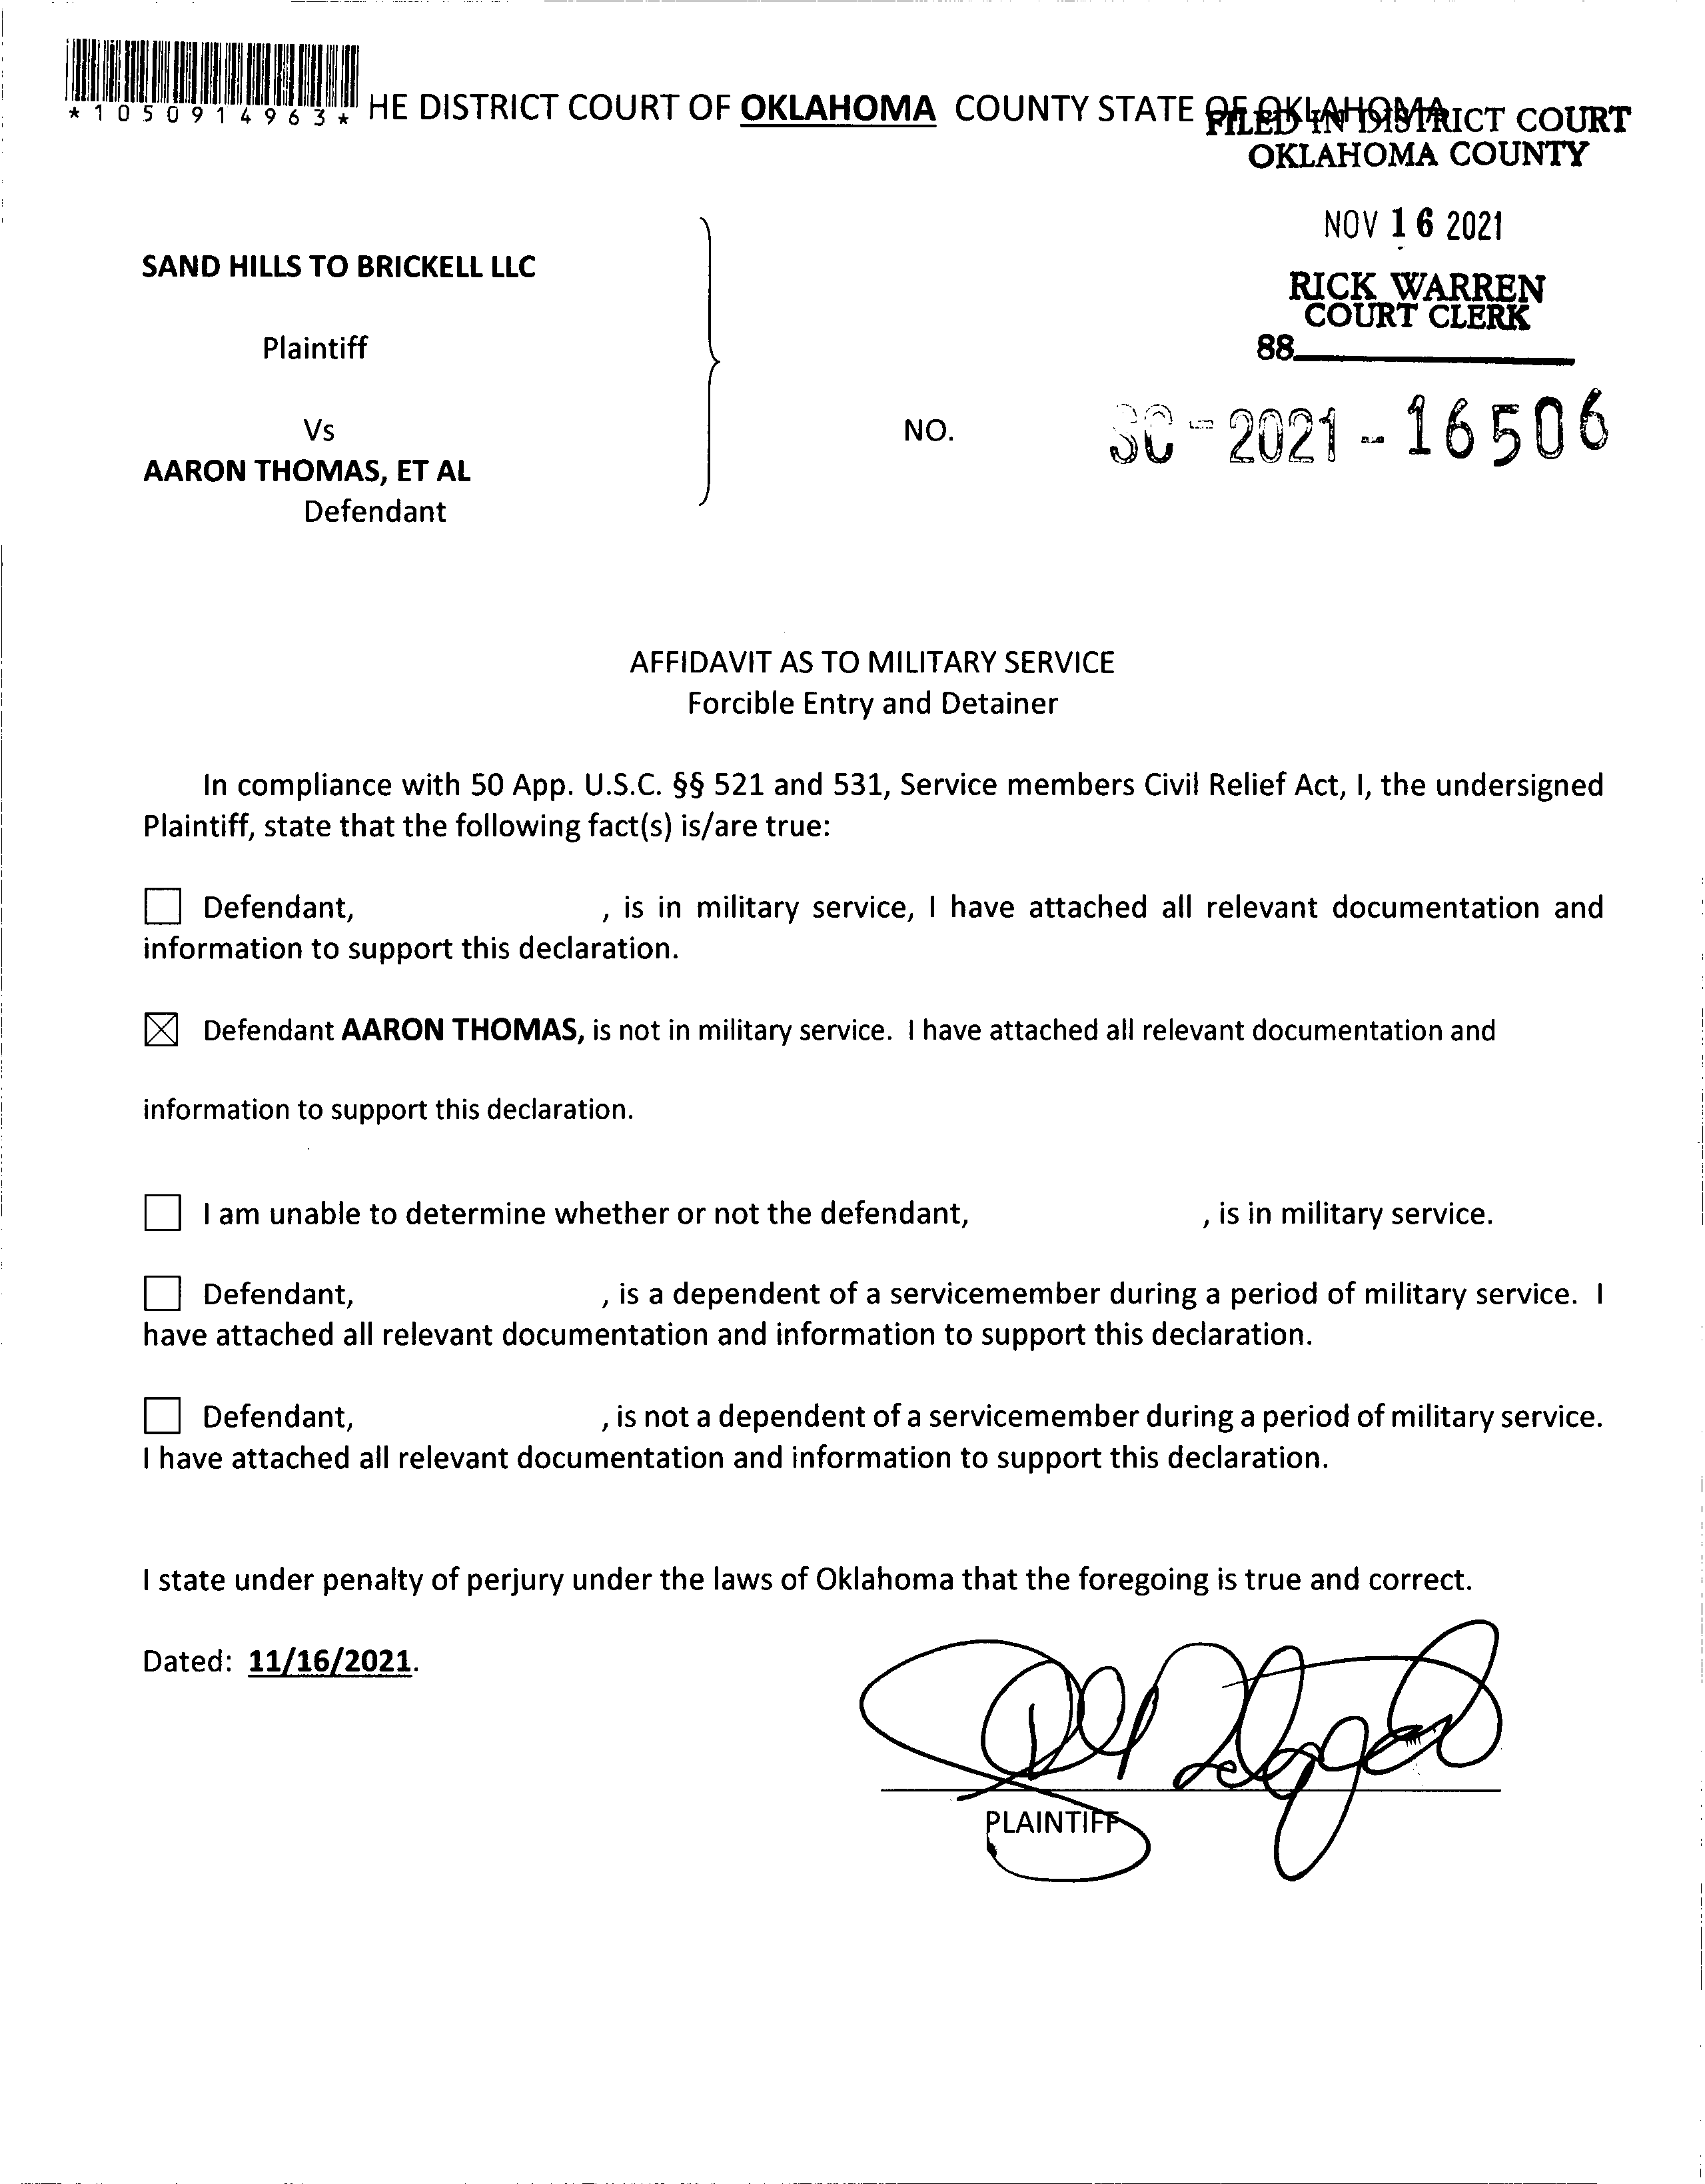 *1050914963*
HE DISTRICT COURT OF OKLAHOMA COUNTY STATE OF OKLAHOMA
FILED IN DISTRICT COURT
OKLAHOMA COUNTY
NOV 16 2021
RICK WARREN
COURT CLERK
88
SAND HILLS TO BRICKELL LLC
Plaintiff
Vs
NO.
SC-2021-16506
AARON THOMAS, ET AL
Defendant
AFFIDAVIT AS TO MILITARY SERVICE
Forcible Entry and Detainer
In compliance with 50 App. U.S.C. §§ 521 and 531, Service members Civil Relief Act, I, the undersigned
Plaintiff, state that the following fact(s) is/are true:
☐ Defendant, , is in military service, I have attached all relevant documentation and
information to support this declaration.
☒ Defendant AARON THOMAS, is not in military service. I have attached all relevant documentation and
information to support this declaration.
☐ I am unable to determine whether or not the defendant, , is in military service.
☐ Defendant, , is a dependent of a servicemember during a period of military service. I
have attached all relevant documentation and information to support this declaration.
☐ Defendant, , is not a dependent of a servicemember during a period of military service.
I have attached all relevant documentation and information to support this declaration.
I state under penalty of perjury under the laws of Oklahoma that the foregoing is true and correct.
Dated: 11/16/2021.
PLAINTIFF